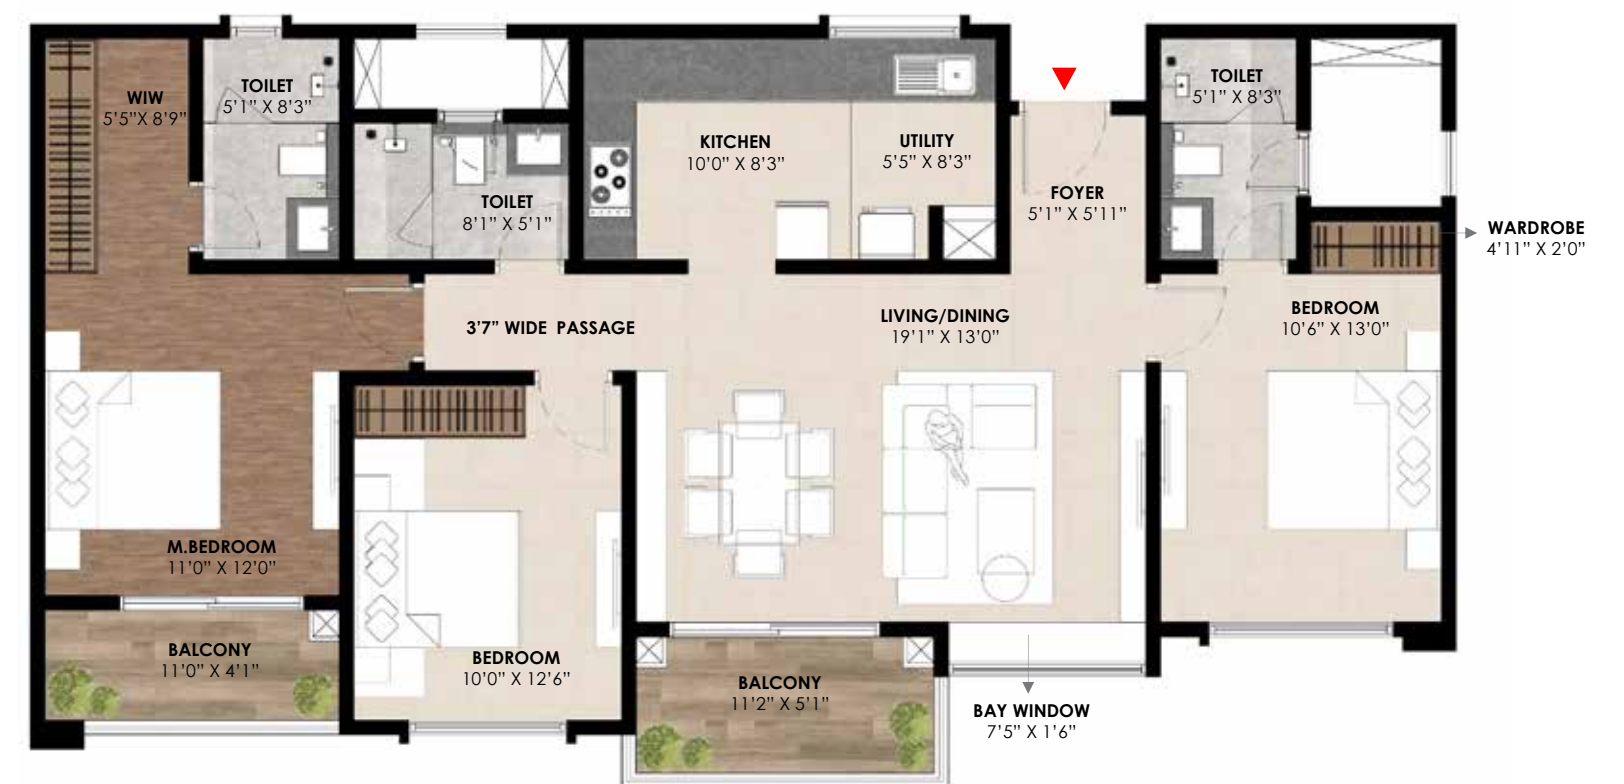 WIW
5'5"X 8'9"
TOILET
5'1" X 8'3"
TOILET
8'1" X 5'1"
KITCHEN
10'0" X 8'3"
UTILITY
5'5" X 8'3"
FOYER
5'1" X 5'11"
TOILET
5'1" X 8'3"
WARDROBE
4'11" X 2'0"
3'7" WIDE PASSAGE
LIVING/DINING
19'1" X 13'0"
BEDROOM
10'6" X 13'0"
M.BEDROOM
11'0" X 12'0"
BALCONY
11'0" X 4'1"
BEDROOM
10'0" X 12'6"
BALCONY
11'2" X 5'1"
BAY WINDOW
7'5" X 1'6"